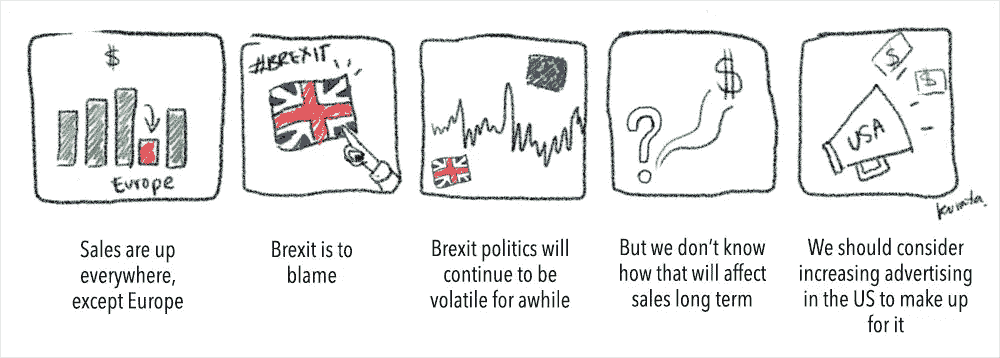 $
Europe
Sales are up
everywhere,
except Europe
#BREXIT
Brexit is to
blame
Brexit politics will
continue to be
volatile for awhile
?
$
But we don't know
how that will affect
sales long term
$
$
USA
We should consider
increasing advertising
in the US to make up
for it